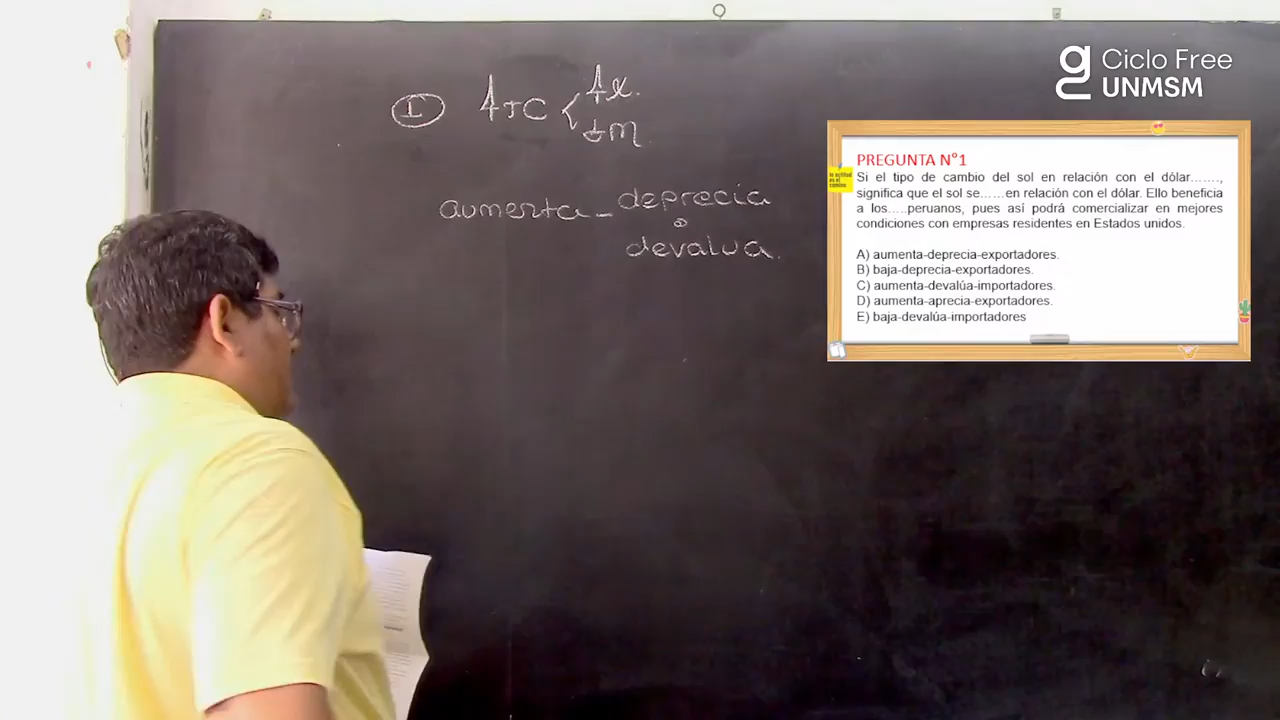 Ciclo Free
UNMSM
I ↑TC < ↑X.
↓M
aumenta - deprecia
o
devalua.
PREGUNTA N°1
Si el tipo de cambio del sol en relación con el dólar.......,
significa que el sol se......en relación con el dólar. Ello beneficia
a los.....peruanos, pues así podrá comercializar en mejores
condiciones con empresas residentes en Estados unidos.
A) aumenta-deprecia-exportadores.
B) baja-deprecia-exportadores.
C) aumenta-devalúa-importadores.
D) aumenta-aprecia-exportadores.
E) baja-devalúa-importadores